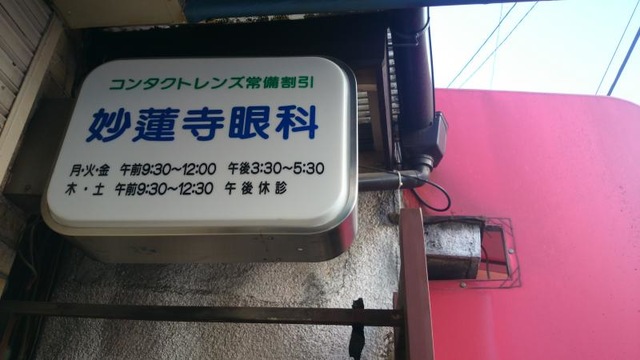 コンタクトレンズ常備割引
妙蓮寺眼科
月・火・金 午前9:30〜12:00 午後3:30〜5:30
木・土 午前9:30〜12:30 午後休診